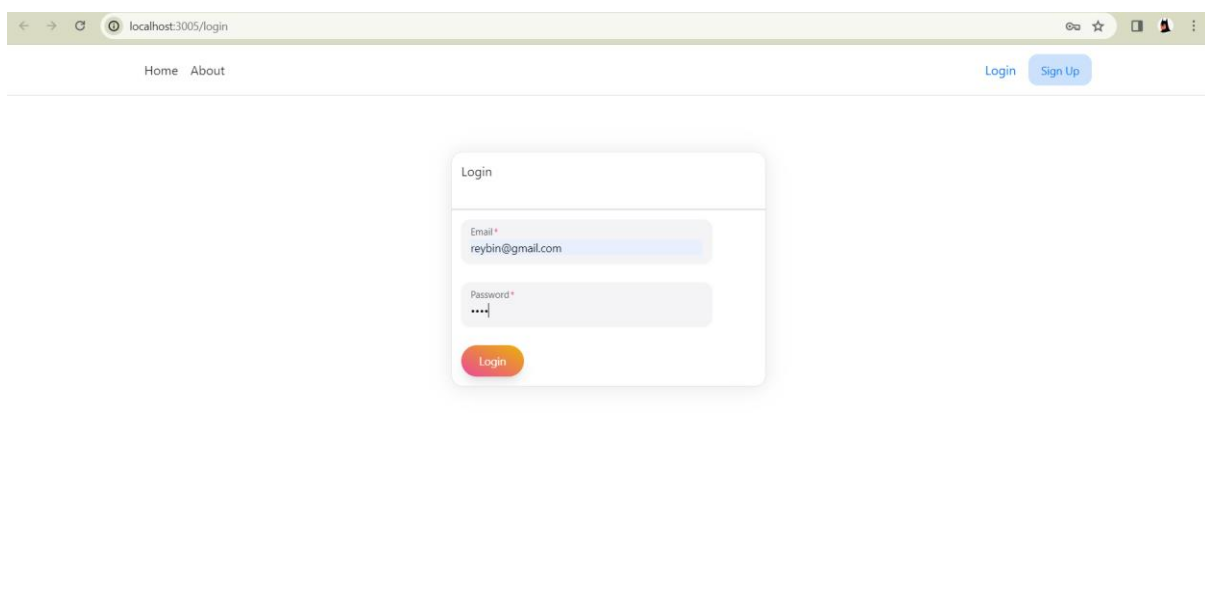 localhost:3005/login
Home About Login Sign Up
Login
Email*
reybin@gmail.com
Password*
••••
Login